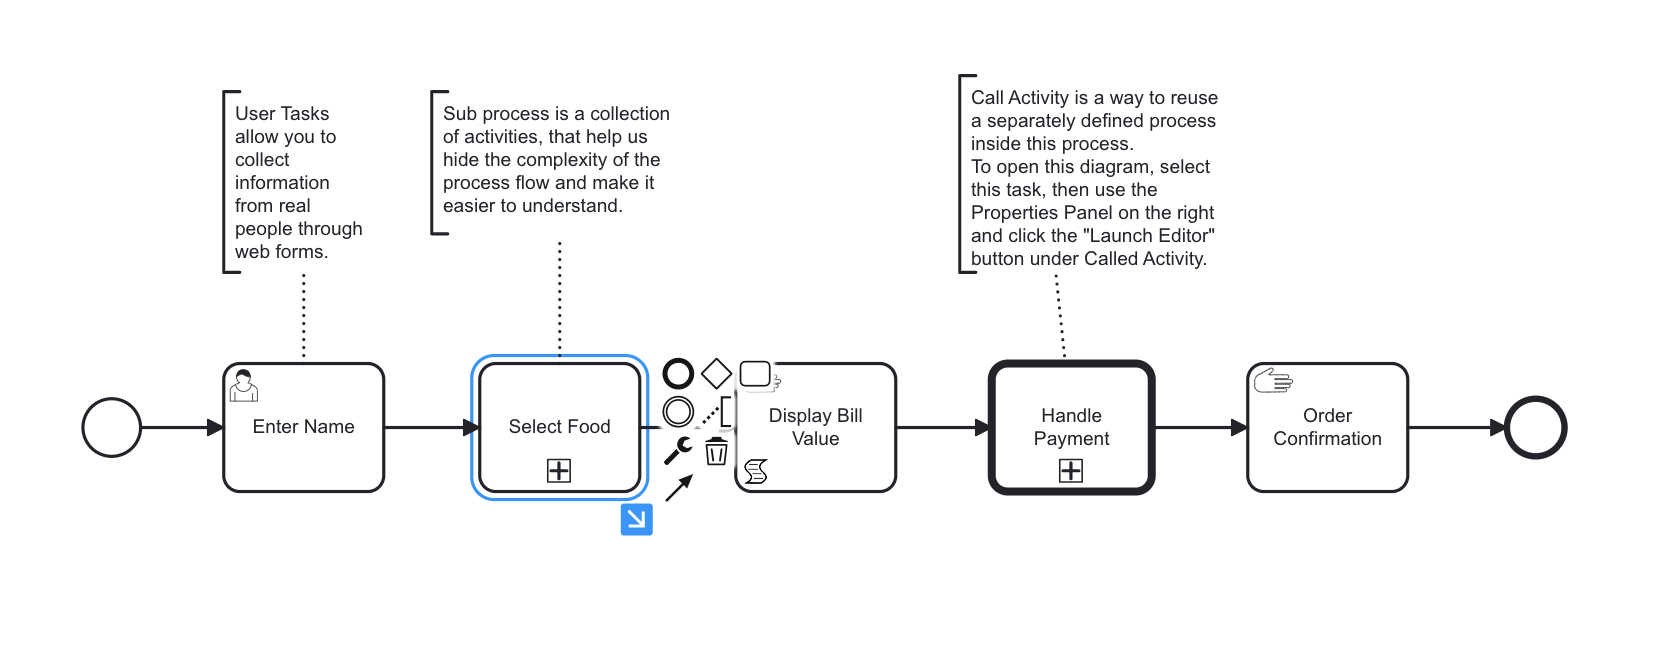 User Tasks
allow you to
collect
information
from real
people through
web forms.
Sub process is a collection
of activities, that help us
hide the complexity of the
process flow and make it
easier to understand.
Call Activity is a way to reuse
a separately defined process
inside this process.
To open this diagram, select
this task, then use the
Properties Panel on the right
and click the "Launch Editor"
button under Called Activity.
Enter Name
Select Food
Display Bill
Value
Handle
Payment
Order
Confirmation